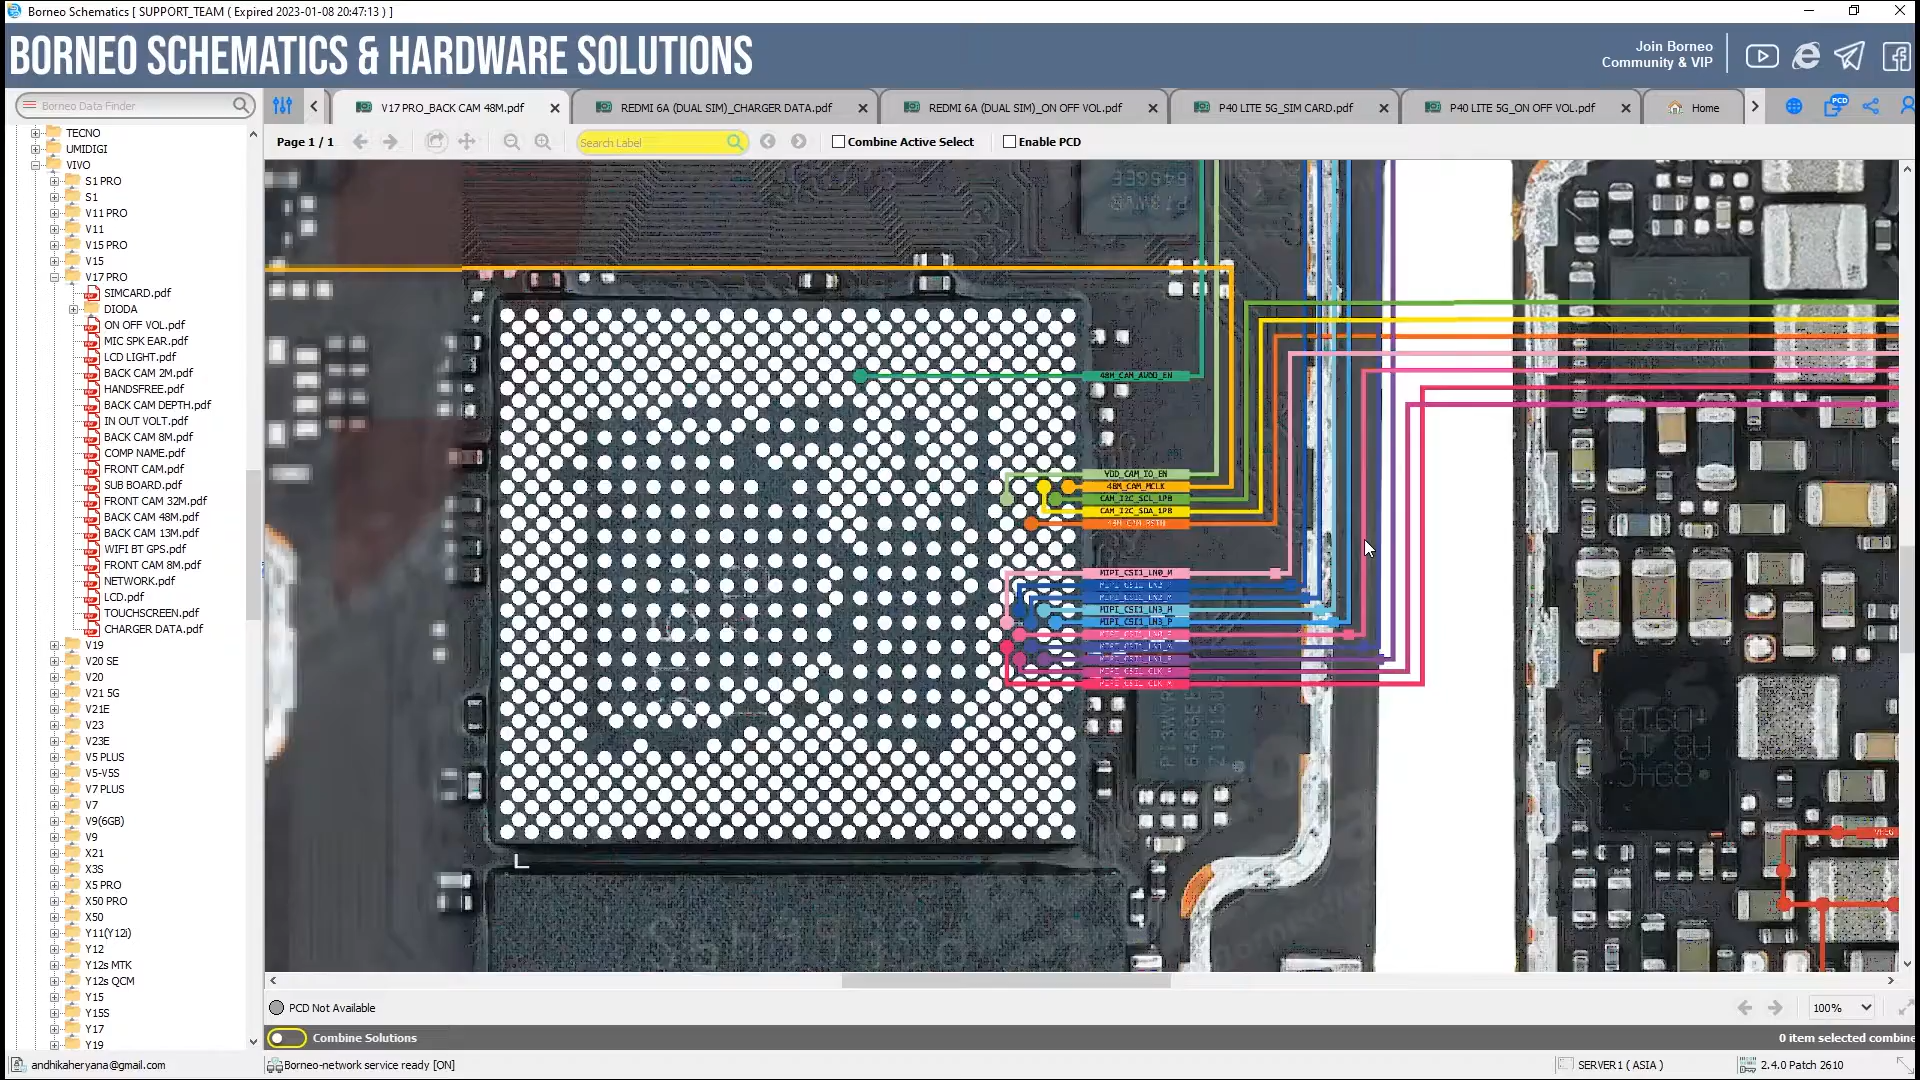 Borneo Schematics [ SUPPORT_TEAM ( Expired 2023-01-08 20:47:13 ) ]
BORNEO SCHEMATICS & HARDWARE SOLUTIONS
Join Borneo
Community & VIP
Borneo Data Finder
V17 PRO_BACK CAM 48M.pdf
REDMI 6A (DUAL SIM)_CHARGER DATA.pdf
REDMI 6A (DUAL SIM)_ON OFF VOL.pdf
P40 LITE 5G_SIM CARD.pdf
P40 LITE 5G_ON OFF VOL.pdf
Home
PCD
Page 1 / 1
Search Label
Combine Active Select
Enable PCD
TECNO
UMIDIGI
VIVO
S1 PRO
S1
V11 PRO
V11
V15 PRO
V15
V17 PRO
SIMCARD.pdf
DIODA
ON OFF VOL.pdf
MIC SPK EAR.pdf
LCD LIGHT.pdf
BACK CAM 2M.pdf
HANDSFREE.pdf
BACK CAM DEPTH.pdf
IN OUT VOLT.pdf
BACK CAM 8M.pdf
COMP NAME.pdf
FRONT CAM.pdf
SUB BOARD.pdf
FRONT CAM 32M.pdf
BACK CAM 48M.pdf
BACK CAM 13M.pdf
WIFI BT GPS.pdf
FRONT CAM 8M.pdf
NETWORK.pdf
LCD.pdf
TOUCHSCREEN.pdf
CHARGER DATA.pdf
V19
V20 SE
V20
V21 5G
V21E
V23
V23E
V5 PLUS
V5-V5S
V7 PLUS
V7
V9(6GB)
V9
X21
X3S
X5 PRO
X50 PRO
X50
Y11(Y12i)
Y12
Y12s MTK
Y12s QCM
Y15
Y15S
Y17
Y19
48M_CAM_AVDD_EN
VDD_CAM_IO_EN
48M_CAM_MCLK
CAM_I2C_SCL_1P8
CAM_I2C_SDA_1P8
48M_CAM_RSTN
MIPI_CSI1_LN0_M
MIPI_CSI1_LN3_M
MIPI_CSI1_LN3_P
PCD Not Available
100%
Combine Solutions
0 item selected combine
andhikaheryana@gmail.com
Borneo-network service ready [ON]
SERVER1 ( ASIA )
2.4.0 Patch 2610